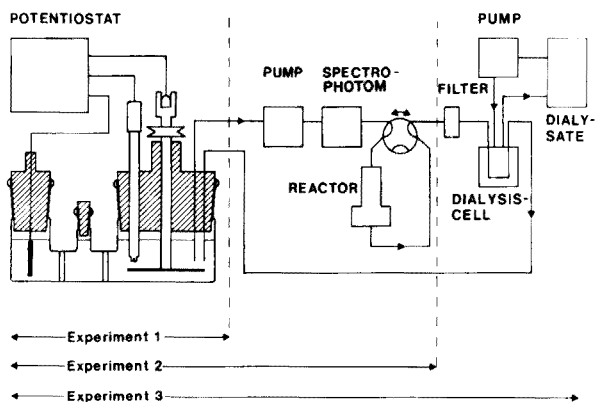 POTENTIOSTAT
PUMP
PUMP
SPECTRO-
PHOTOM
FILTER
DIALY-
SATE
REACTOR
DIALYSIS-
CELL
Experiment 1
Experiment 2
Experiment 3